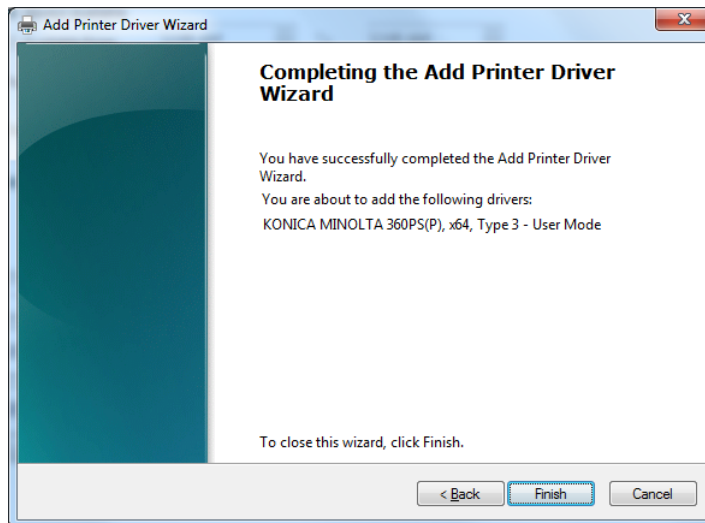 Add Printer Driver Wizard
Completing the Add Printer Driver
Wizard
You have successfully completed the Add Printer Driver
Wizard.
You are about to add the following drivers:
KONICA MINOLTA 360PS(P), x64, Type 3 - User Mode
To close this wizard, click Finish.
< Back
Finish
Cancel